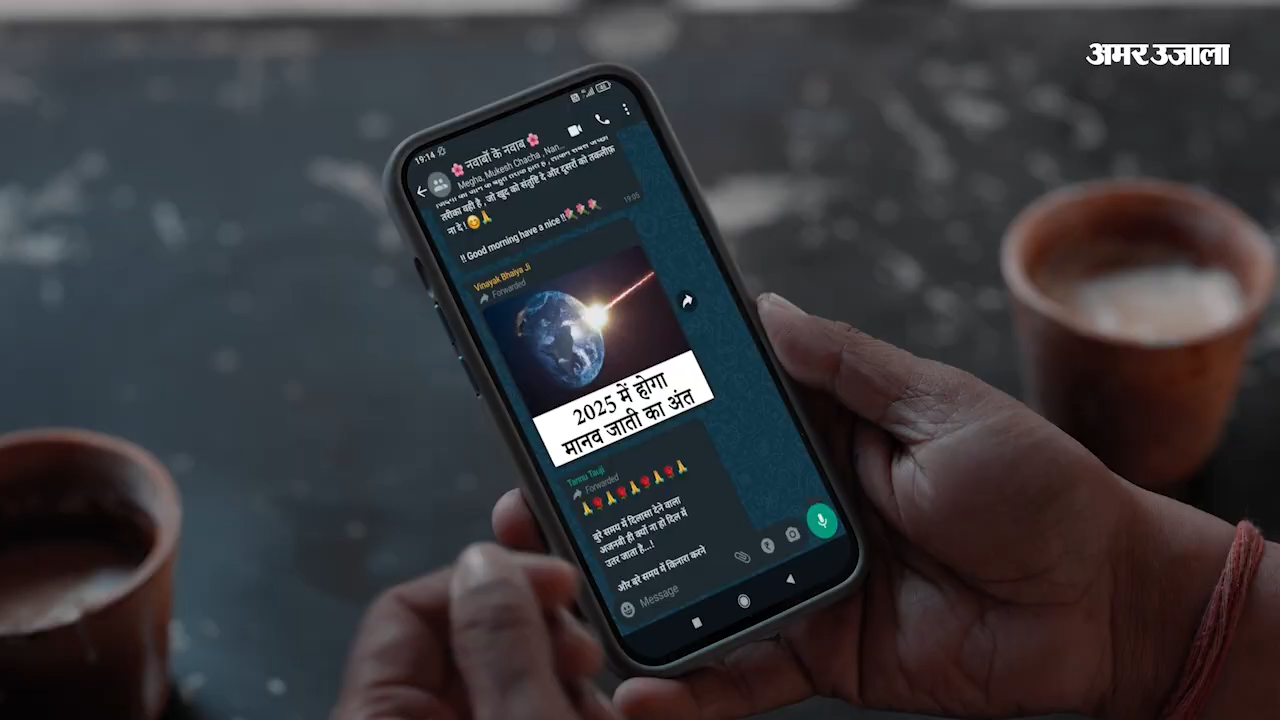 अमर उजाला
19:14
🌸 नवाबों के नवाब 🌸
Megha, Mukesh Chacha, Nan...
तरीका वही है , जो खुद को संतुष्टि दे और दूसरों को तकलीफ़
ना दे ! 😊🙏
19:05
!! Good morning have a nice !!💐💐💐
Vinayak Bhaiya Ji
Forwarded
2025 में होगा
मानव जाती का अंत
Tannu Tauji
Forwarded
🙏🌹🙏🌹🙏🌹🙏🌹🙏
बुरे समय में दिलासा देने वाला
अजनबी ही क्यों ना हो दिल में
उतर जाता है...!
और बुरे समय में किनारा करने
Message